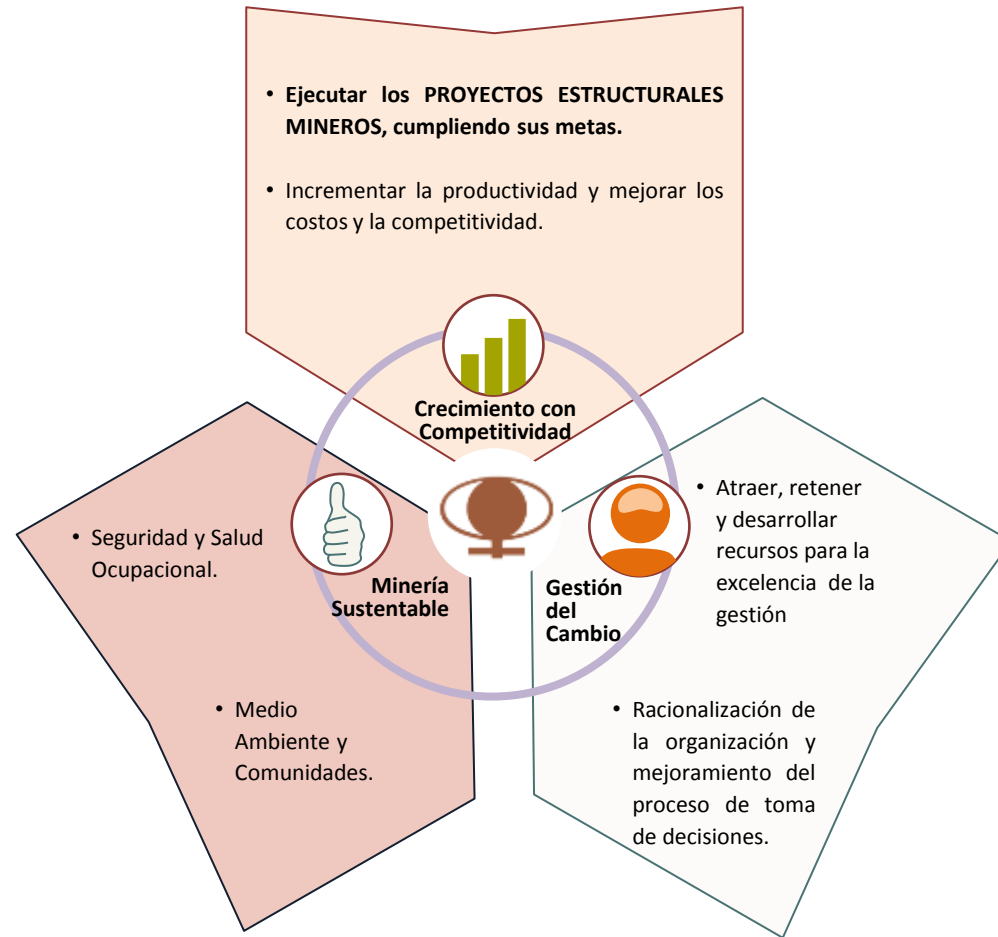 • Ejecutar los PROYECTOS ESTRUCTURALES
MINEROS, cumpliendo sus metas.
• Incrementar la productividad y mejorar los
costos y la competitividad.
Crecimiento con
Competitividad
• Seguridad y Salud
Ocupacional.
Minería
Sustentable
• Medio
Ambiente y
Comunidades.
Gestión
del
Cambio
• Atraer, retener
y desarrollar
recursos para la
excelencia de la
gestión
• Racionalización de
la organización y
mejoramiento del
proceso de toma
de decisiones.